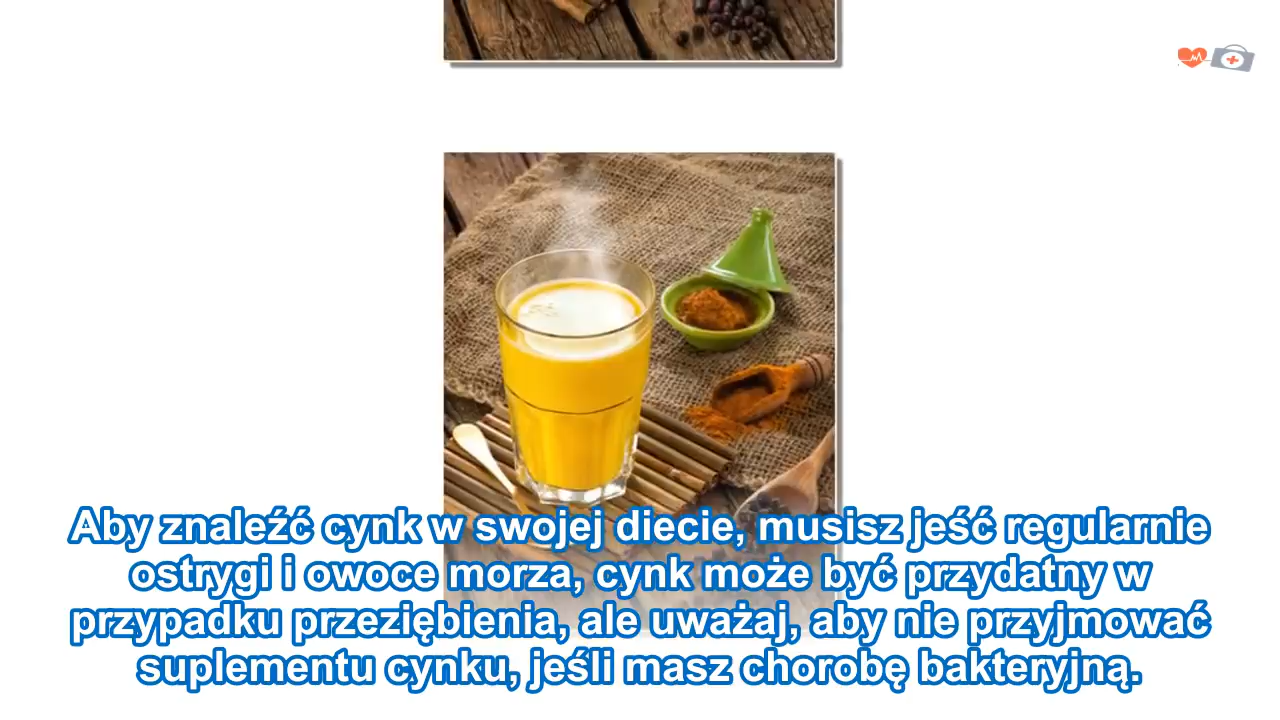 Aby znaleźć cynk w swojej diecie, musisz jeść regularnie
ostrygi i owoce morza, cynk może być przydatny w
przypadku przeziębienia, ale uważaj, aby nie przyjmować
suplementu cynku, jeśli masz chorobę bakteryjną.